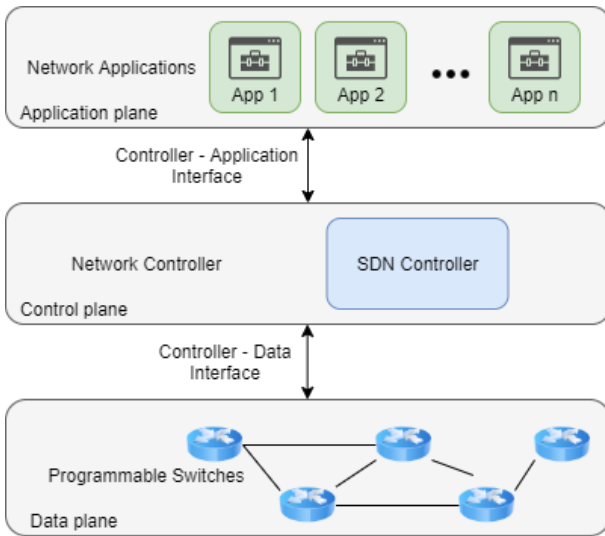 Network Applications
App 1
App 2
App n
Application plane
Controller - Application
Interface
Network Controller
SDN Controller
Control plane
Controller - Data
Interface
Programmable Switches
Data plane